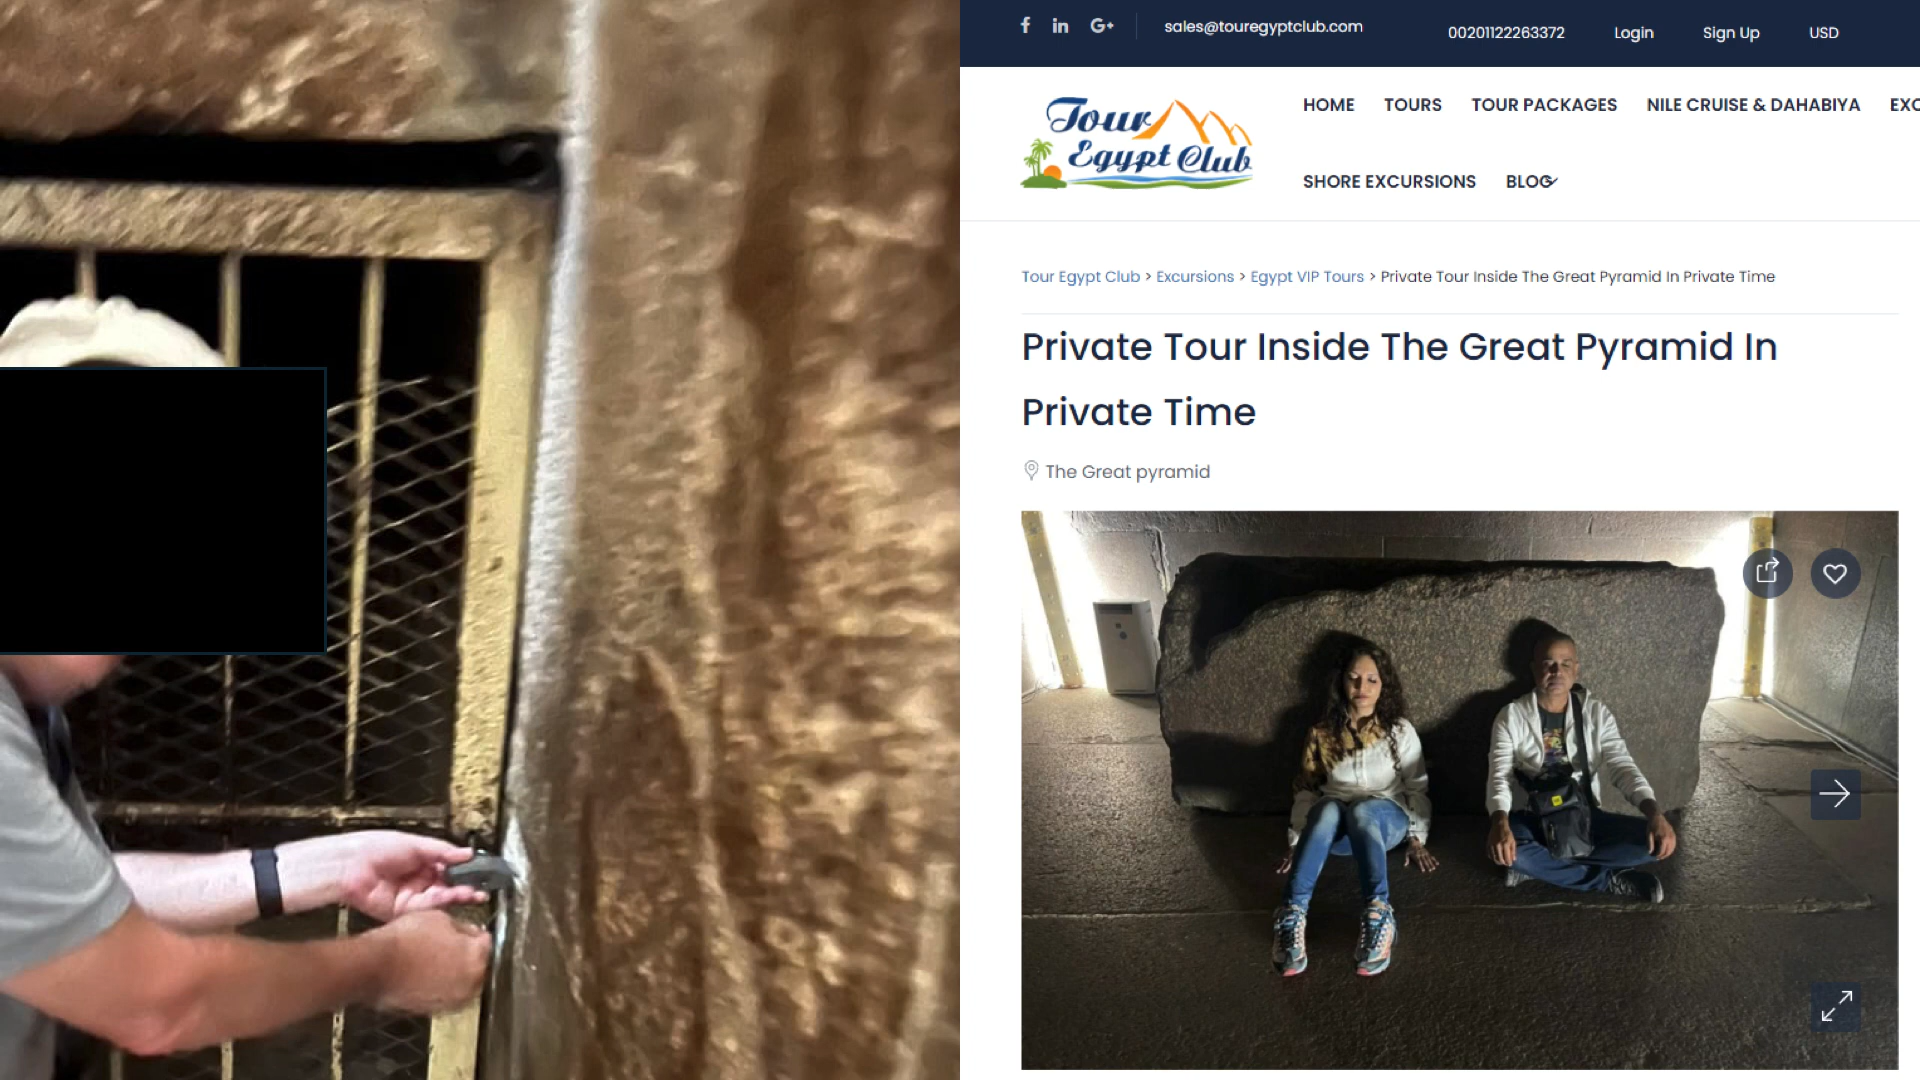 sales@touregyptclub.com
00201122263372
Login
Sign Up
USD
Tour
Egypt Club
HOME
TOURS
TOUR PACKAGES
NILE CRUISE & DAHABIYA
EXC
SHORE EXCURSIONS
BLOG
Tour Egypt Club > Excursions > Egypt VIP Tours > Private Tour Inside The Great Pyramid In Private Time
Private Tour Inside The Great Pyramid In
Private Time
The Great pyramid